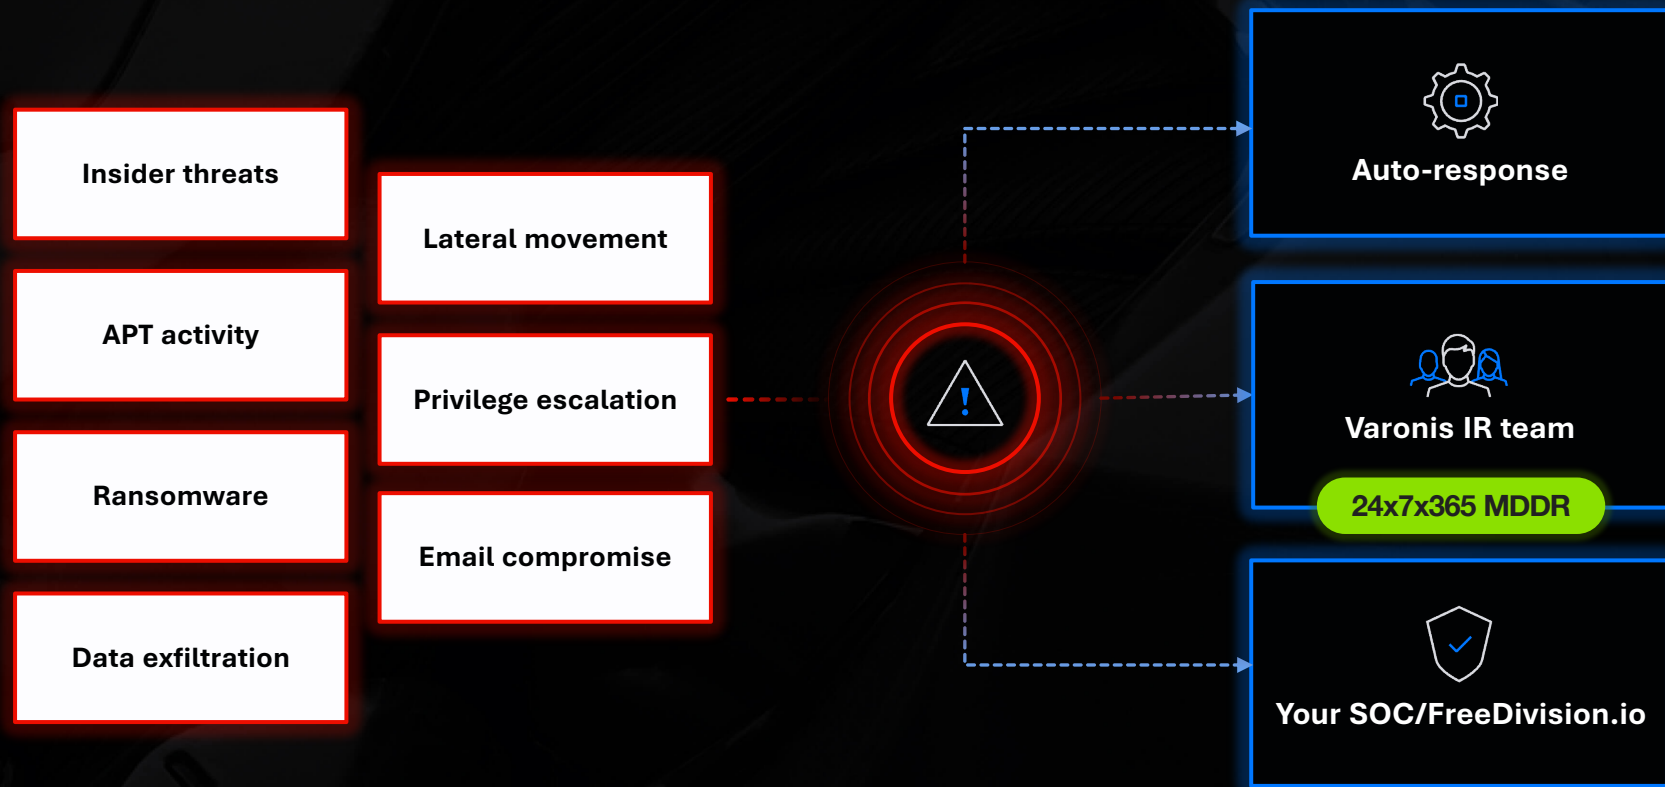 Insider threats
APT activity
Ransomware
Data exfiltration
Lateral movement
Privilege escalation
Email compromise
!
Auto-response
Varonis IR team
24x7x365 MDDR
Your SOC/FreeDivision.io